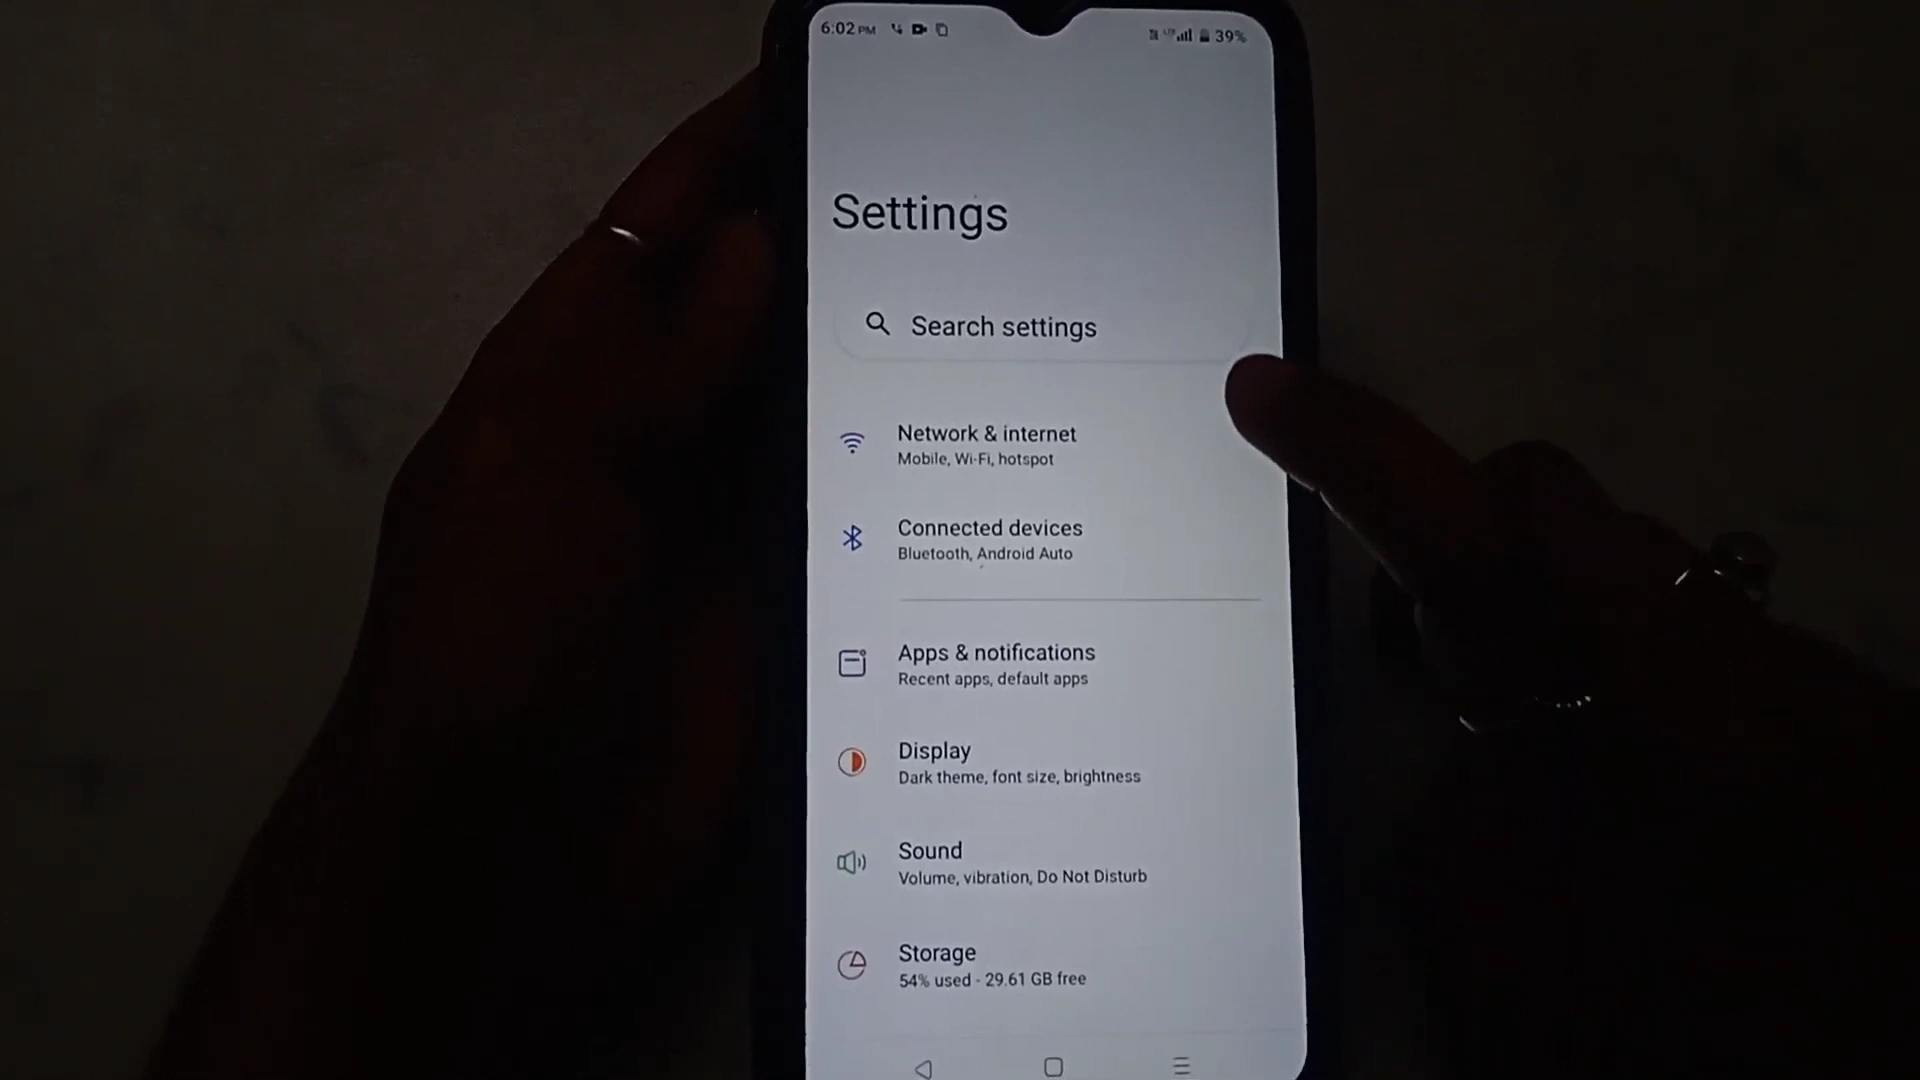 6:02 PM
39%
Settings
Search settings
Network & internet
Mobile, Wi-Fi, hotspot
Connected devices
Bluetooth, Android Auto
Apps & notifications
Recent apps, default apps
Display
Dark theme, font size, brightness
Sound
Volume, vibration, Do Not Disturb
Storage
54% used - 29.61 GB free